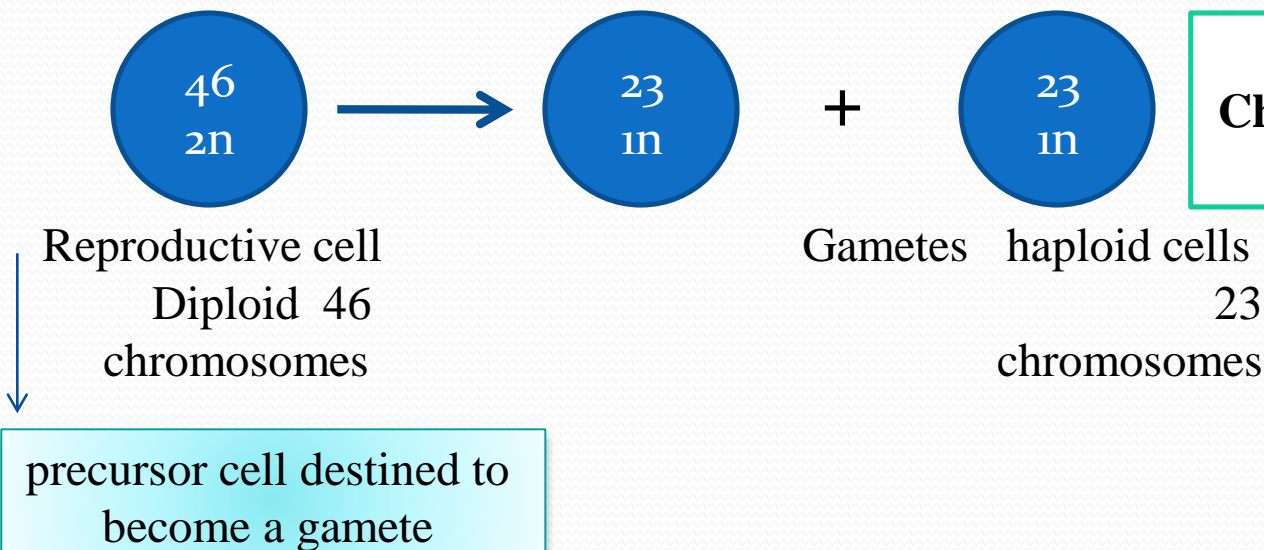 46
2n
23
1n
+
23
1n
Ch
Reproductive cell
Diploid 46
chromosomes
Gametes haploid cells
23
chromosomes
precursor cell destined to
become a gamete